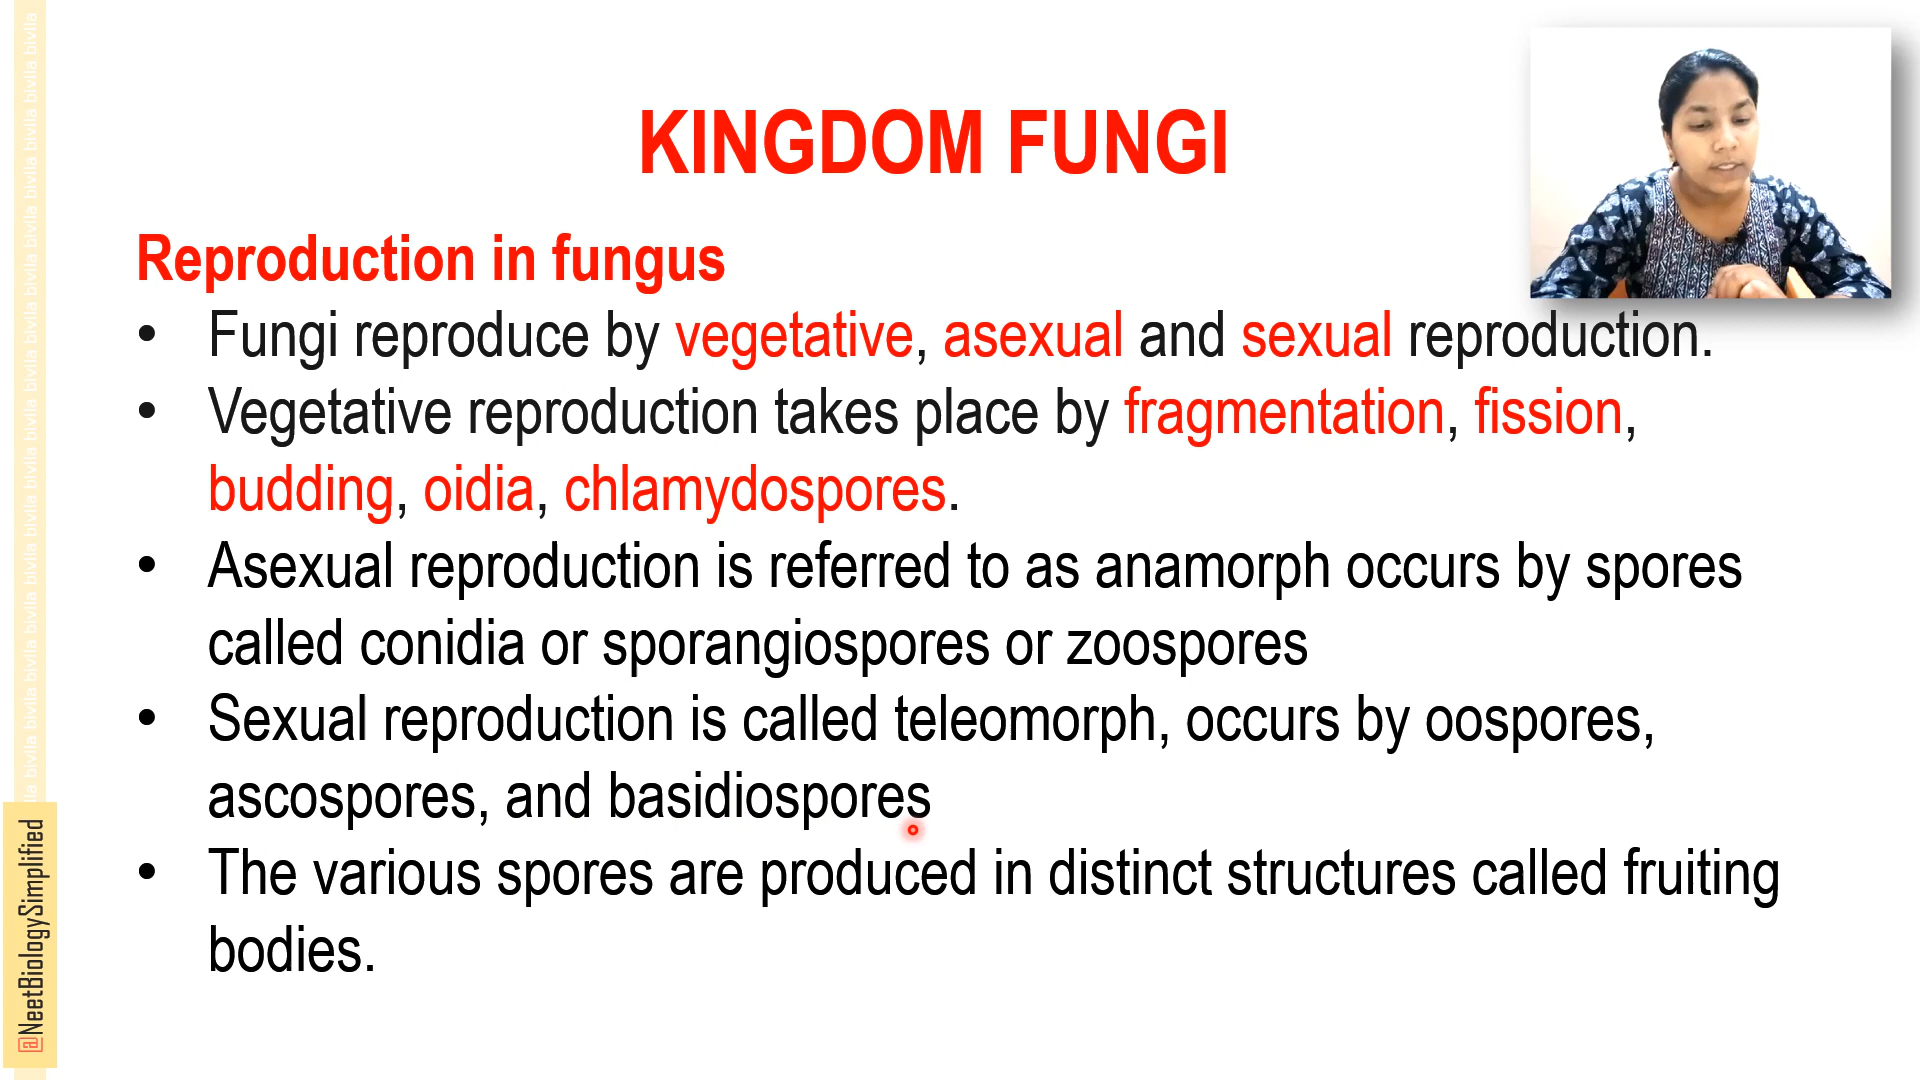 KINGDOM FUNGI
Reproduction in fungus
• Fungi reproduce by vegetative, asexual and sexual reproduction.
• Vegetative reproduction takes place by fragmentation, fission,
budding, oidia, chlamydospores.
• Asexual reproduction is referred to as anamorph occurs by spores
called conidia or sporangiospores or zoospores
• Sexual reproduction is called teleomorph, occurs by oospores,
ascospores, and basidiospores
• The various spores are produced in distinct structures called fruiting
bodies.
@NeetBiologySimplified